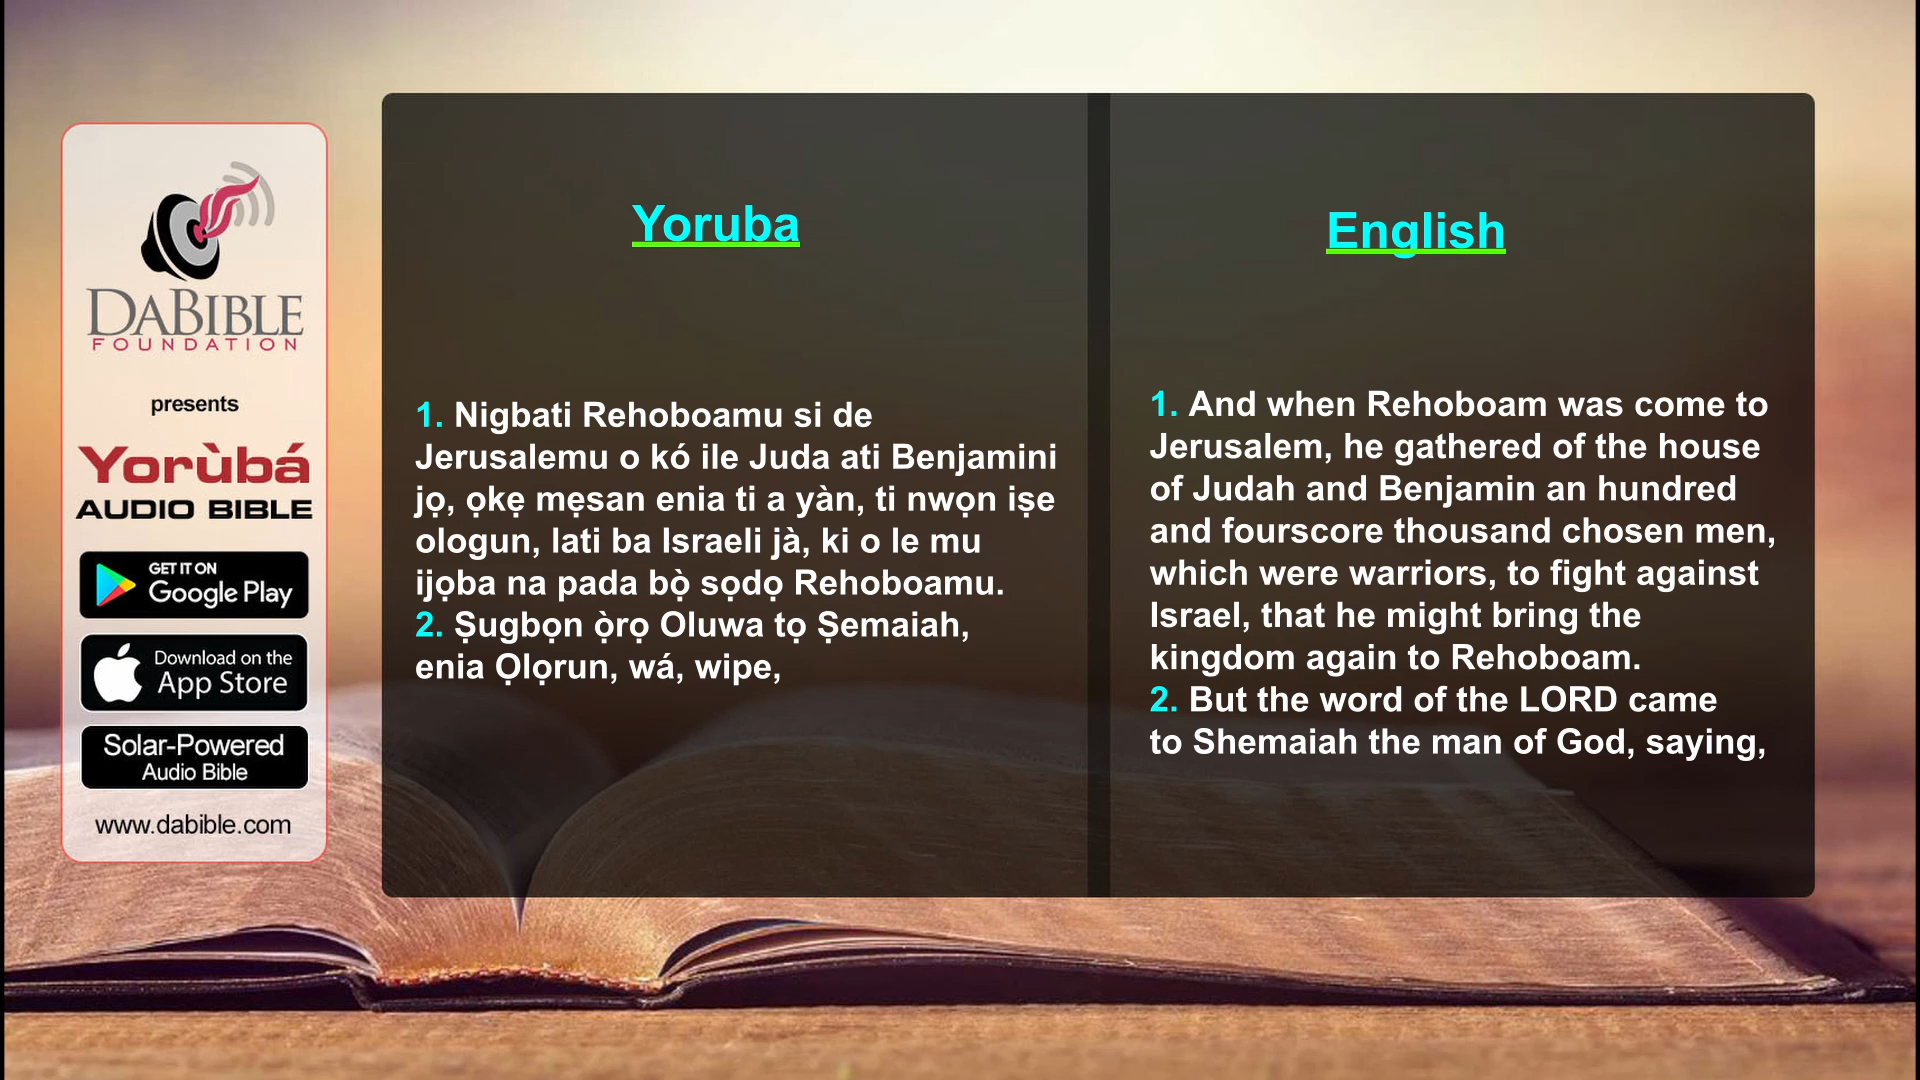 DABIBLE
FOUNDATION
presents
Yorùbá
AUDIO BIBLE
GET IT ON
Google Play
Download on the
App Store
Solar-Powered
Audio Bible
www.dabible.com
Yoruba
1. Nigbati Rehoboamu si de
Jerusalemu o kó ile Juda ati Benjamini
jọ, ọkẹ mẹsan enia ti a yàn, ti nwọn iṣe
ologun, lati ba Israeli jà, ki o le mu
ijọba na pada bọ̀ sọdọ Rehoboamu.
2. Ṣugbọn ọ̀rọ Oluwa tọ Ṣemaiah,
enia Ọlọrun, wá, wipe,
English
1. And when Rehoboam was come to
Jerusalem, he gathered of the house
of Judah and Benjamin an hundred
and fourscore thousand chosen men,
which were warriors, to fight against
Israel, that he might bring the
kingdom again to Rehoboam.
2. But the word of the LORD came
to Shemaiah the man of God, saying,